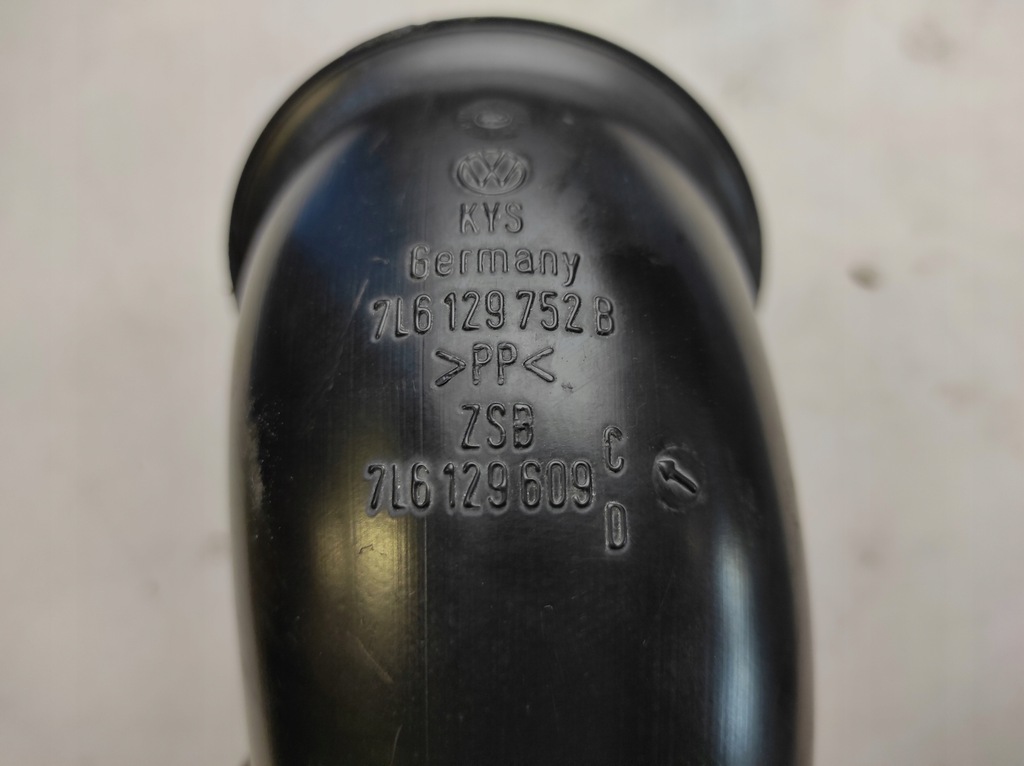 KYS
Germany
7L6 129 752 B
>PP<
ZSB
7L6 129 609 C
D